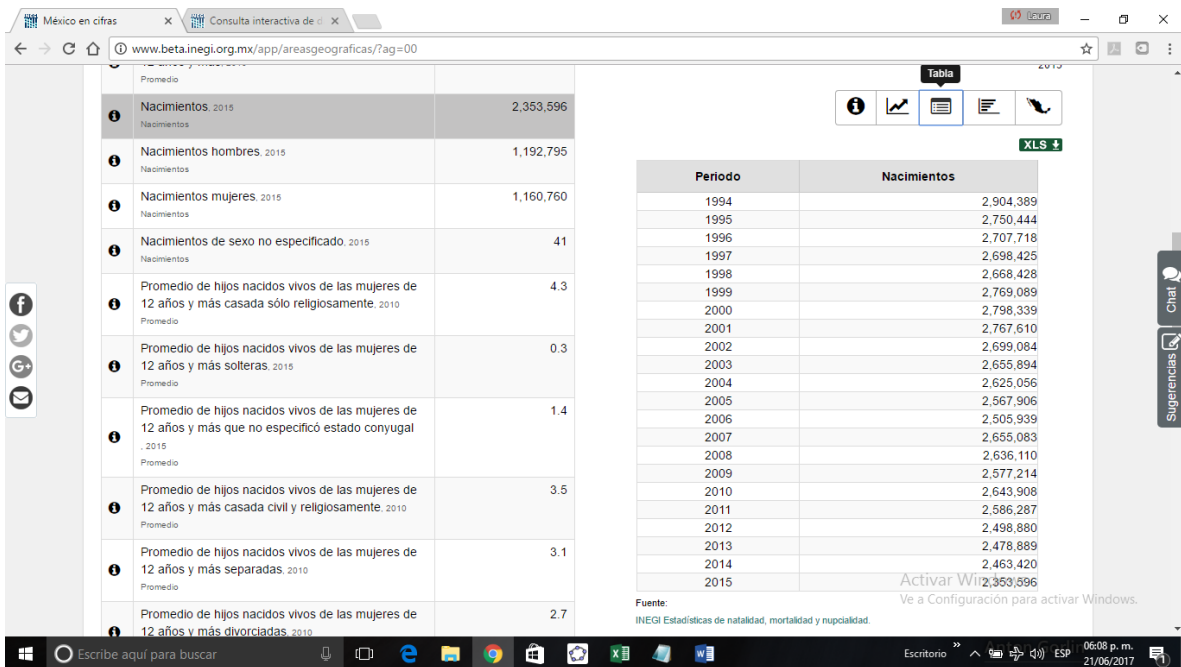 México en cifras
Consulta interactiva de d
Laura
www.beta.inegi.org.mx/app/areasgeograficas/?ag=00
Promedio
Nacimientos, 2015 2,353,596
Nacimientos
Nacimientos hombres, 2015 1,192,795
Nacimientos
Nacimientos mujeres, 2015 1,160,760
Nacimientos
Nacimientos de sexo no especificado, 2015 41
Nacimientos
Promedio de hijos nacidos vivos de las mujeres de 4.3
12 años y más casada sólo religiosamente, 2010
Promedio
Promedio de hijos nacidos vivos de las mujeres de 0.3
12 años y más solteras, 2015
Promedio
Promedio de hijos nacidos vivos de las mujeres de 1.4
12 años y más que no especificó estado conyugal
, 2015
Promedio
Promedio de hijos nacidos vivos de las mujeres de 3.5
12 años y más casada civil y religiosamente, 2010
Promedio
Promedio de hijos nacidos vivos de las mujeres de 3.1
12 años y más separadas, 2010
Promedio
Promedio de hijos nacidos vivos de las mujeres de 2.7
12 años y más divorciadas, 2010
2015
Tabla
XLS
Periodo Nacimientos
1994 2,904,389
1995 2,750,444
1996 2,707,718
1997 2,698,425
1998 2,668,428
1999 2,769,089
2000 2,798,339
2001 2,767,610
2002 2,699,084
2003 2,655,894
2004 2,625,056
2005 2,567,906
2006 2,505,939
2007 2,655,083
2008 2,636,110
2009 2,577,214
2010 2,643,908
2011 2,586,287
2012 2,498,880
2013 2,478,889
2014 2,463,420
2015 2,353,596
Activar Windows
Ve a Configuración para activar Windows.
Fuente:
INEGI Estadísticas de natalidad, mortalidad y nupcialidad.
Chat
Sugerencias
Escribe aquí para buscar
Escritorio
ESP
06:08 p. m.
21/06/2017